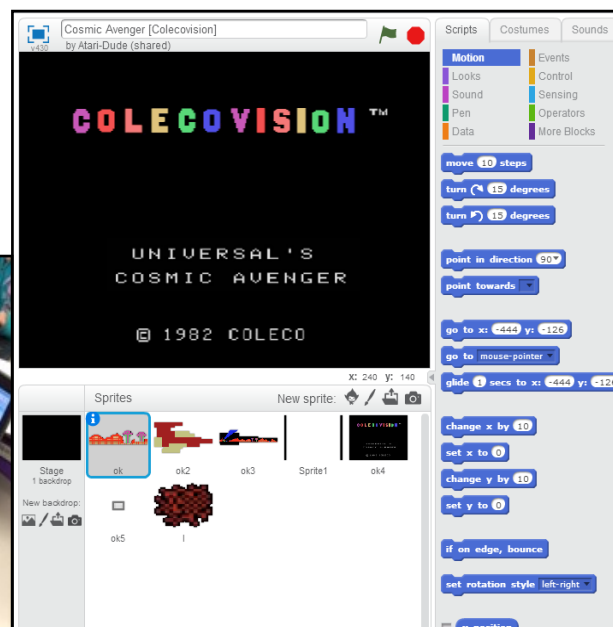 Cosmic Avenger [Colecovision]
v430
by Atari-Dude (shared)
COLECOVISION ™
UNIVERSAL'S
COSMIC AVENGER
© 1982 COLECO
x: 240 y: 140
Sprites
New sprite:
Stage
1 backdrop
New backdrop:
ok
ok2
ok3
Sprite1
ok4
ok5
l
Scripts Costumes Sounds
Motion Events
Looks Control
Sound Sensing
Pen Operators
Data More Blocks
move 10 steps
turn 15 degrees
turn 15 degrees
point in direction 90
point towards
go to x: -444 y: -126
go to mouse-pointer
glide 1 secs to x: -444 y: -126
change x by 10
set x to 0
change y by 10
set y to 0
if on edge, bounce
set rotation style left-right
x position